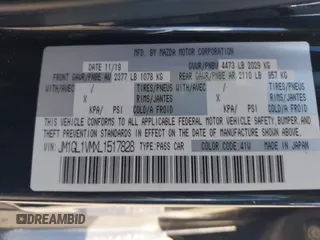 MFD. BY MAZDA MOTOR CORPORATION
DATE 11/19 GVWR/PNBV 4473 LB 2029 KG
FRONT GAWR/PNBE AV 2377 LB 1078 KG REAR GAWR/PNBE AR 2110 LB 957 KG
X TIRES/PNEUS X TIRES/PNEUS
X RIMS/JANTES X RIMS/JANTES
KPA/ PSI COLD/A FROID KPA/ PSI COLD/A FROID
THIS VEHICLE CONFORMS TO ALL
APPLICABLE FEDERAL MOTOR VEHICLE SAFETY, BUMPER, AND
THEFT PREVENTION STANDARDS IN EFFECT ON THE DATE OF MANUFACTURE SHOWN ABOVE.
VIN: JM1GL1VMXL1517828 TYPE: PASS CAR
COLOR CODE: 41W MADE IN JAPAN
©DREAMBID